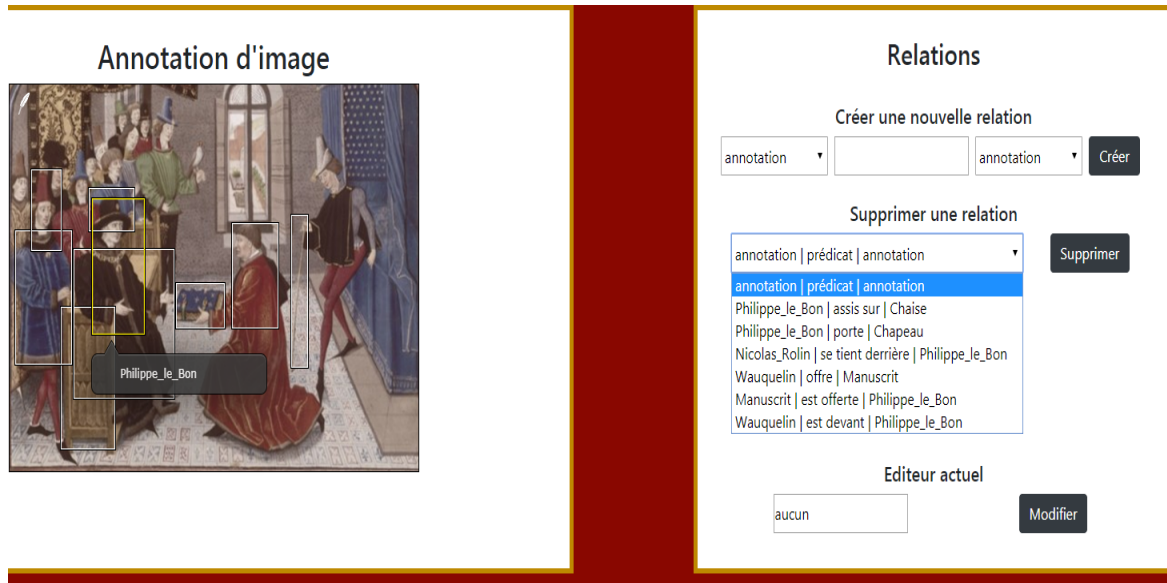 Annotation d'image
Philippe_le_Bon
Relations
Créer une nouvelle relation
annotation annotation Créer
Supprimer une relation
annotation | prédicat | annotation Supprimer
annotation | prédicat | annotation
Philippe_le_Bon | assis sur | Chaise
Philippe_le_Bon | porte | Chapeau
Nicolas_Rolin | se tient derrière | Philippe_le_Bon
Wauquelin | offre | Manuscrit
Manuscrit | est offerte | Philippe_le_Bon
Wauquelin | est devant | Philippe_le_Bon
Editeur actuel
aucun Modifier